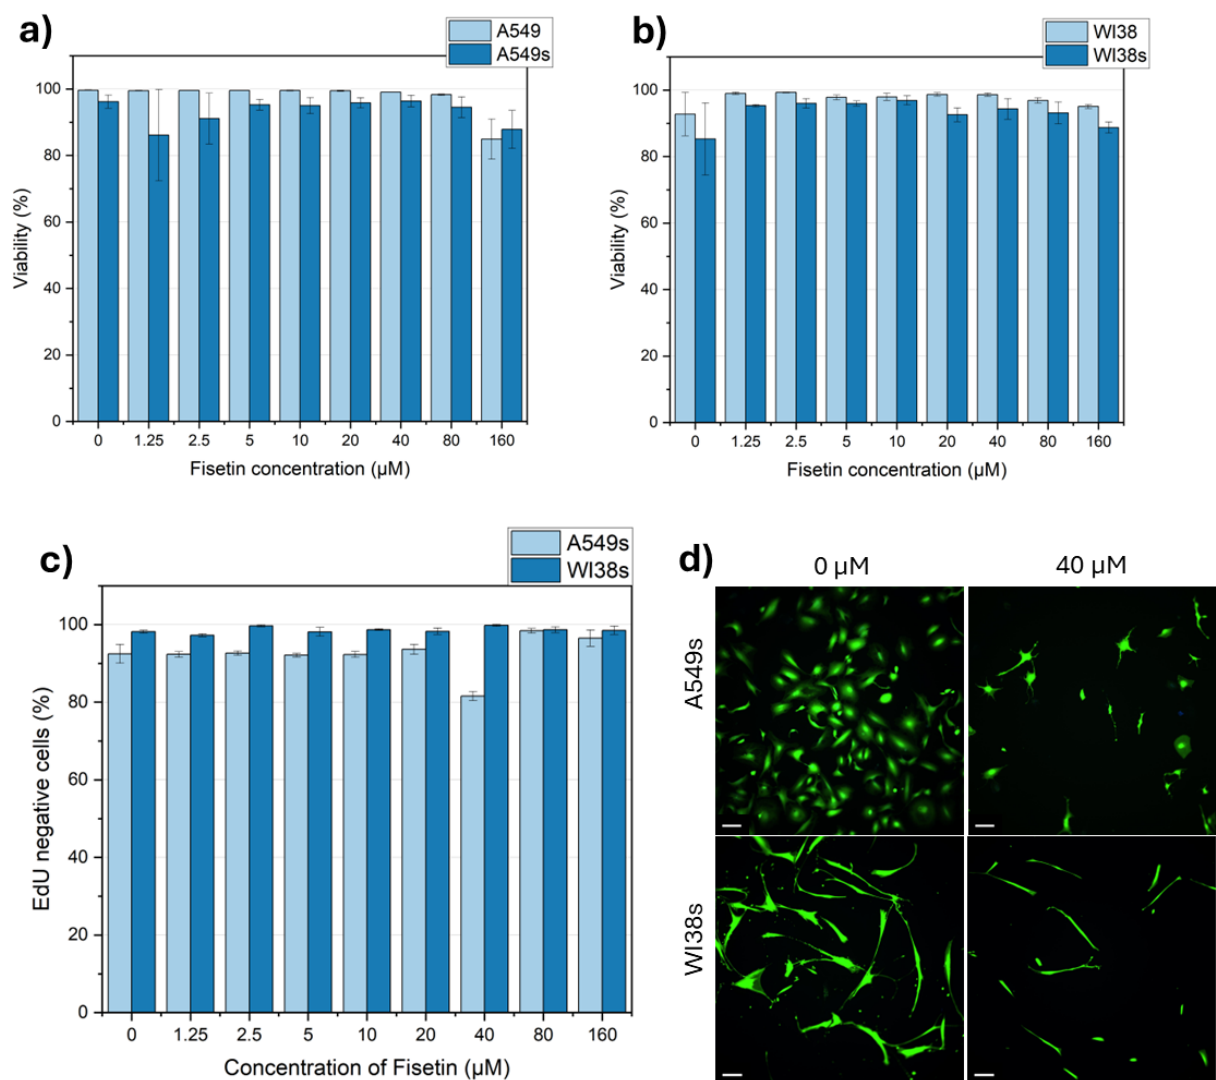 a)
A549
A549s
Viability (%)
100
80
60
40
20
0
0 1.25 2.5 5 10 20 40 80 160
Fisetin concentration (μM)
b)
WI38
WI38s
Viability (%)
100
80
60
40
20
0
0 1.25 2.5 5 10 20 40 80 160
Fisetin concentration (μM)
c)
A549s
WI38s
EdU negative cells (%)
100
80
60
40
20
0
0 1.25 2.5 5 10 20 40 80 160
Concentration of Fisetin (μM)
d)
0 μM 40 μM
A549s
WI38s